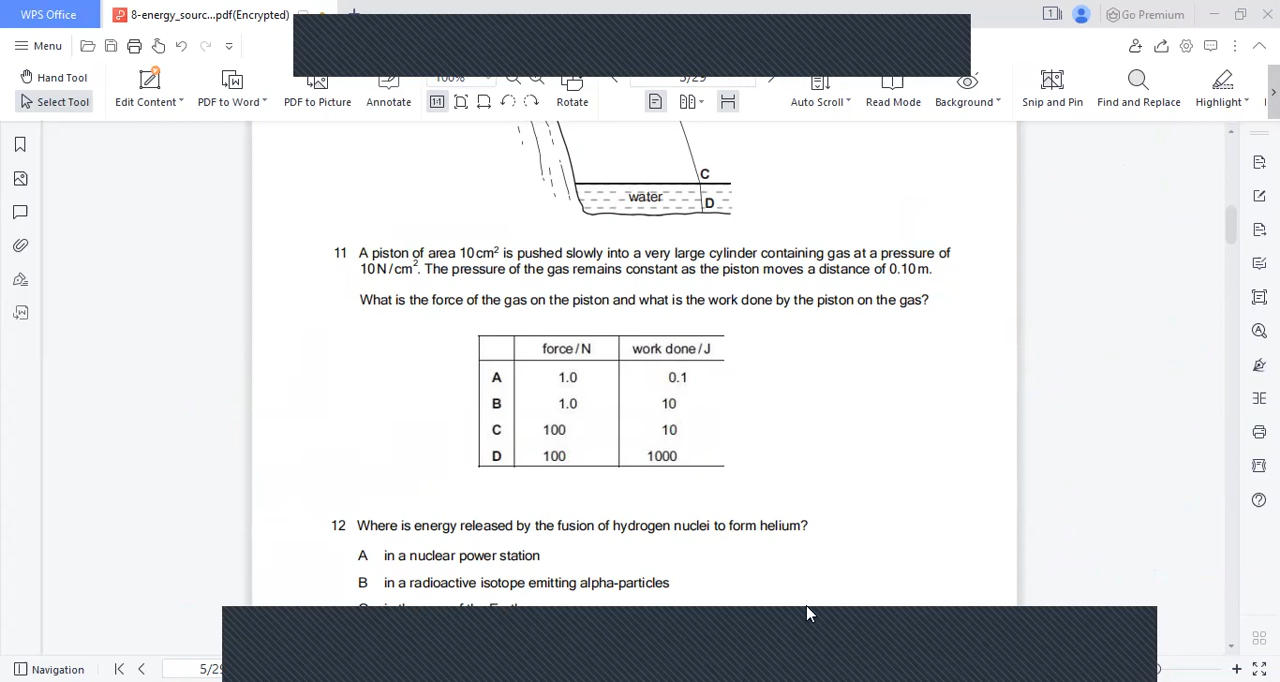 WPS Office
8-energy_sourc...pdf(Encrypted)
Go Premium
Menu
Hand Tool
Select Tool
Edit Content
PDF to Word
PDF to Picture
Annotate
100%
5/29
Rotate
Auto Scroll
Read Mode
Background
Snip and Pin
Find and Replace
Highlight
C
water
D
11 A piston of area 10 cm² is pushed slowly into a very large cylinder containing gas at a pressure of
10 N / cm². The pressure of the gas remains constant as the piston moves a distance of 0.10 m.
What is the force of the gas on the piston and what is the work done by the piston on the gas?
force / N work done / J
A 1.0 0.1
B 1.0 10
C 100 10
D 100 1000
12 Where is energy released by the fusion of hydrogen nuclei to form helium?
A in a nuclear power station
B in a radioactive isotope emitting alpha-particles
Navigation
5/29